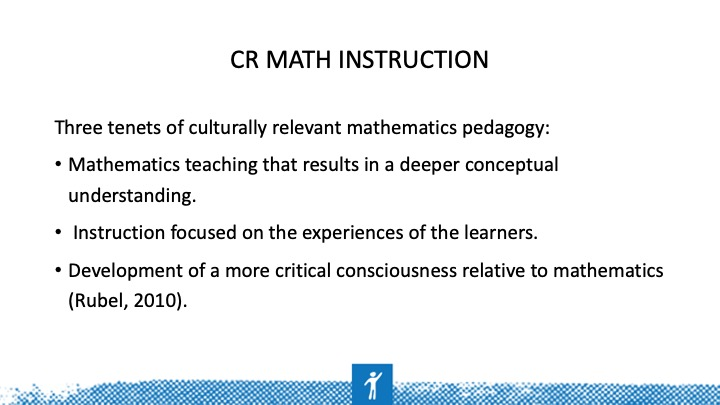 CR MATH INSTRUCTION
Three tenets of culturally relevant mathematics pedagogy:
• Mathematics teaching that results in a deeper conceptual
understanding.
• Instruction focused on the experiences of the learners.
• Development of a more critical consciousness relative to mathematics
(Rubel, 2010).